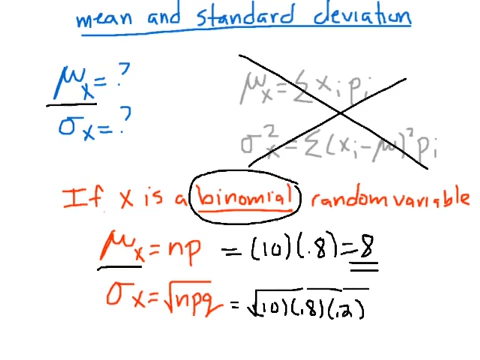 mean and standard deviation
μx = ?
σx = ?
μx = Σ xi pi
σx² = Σ (xi - μ)² pi
If x is a binomial random variable
μx = np = (10)(.8) = 8
σx = √npq = √(10)(.8)(.2)